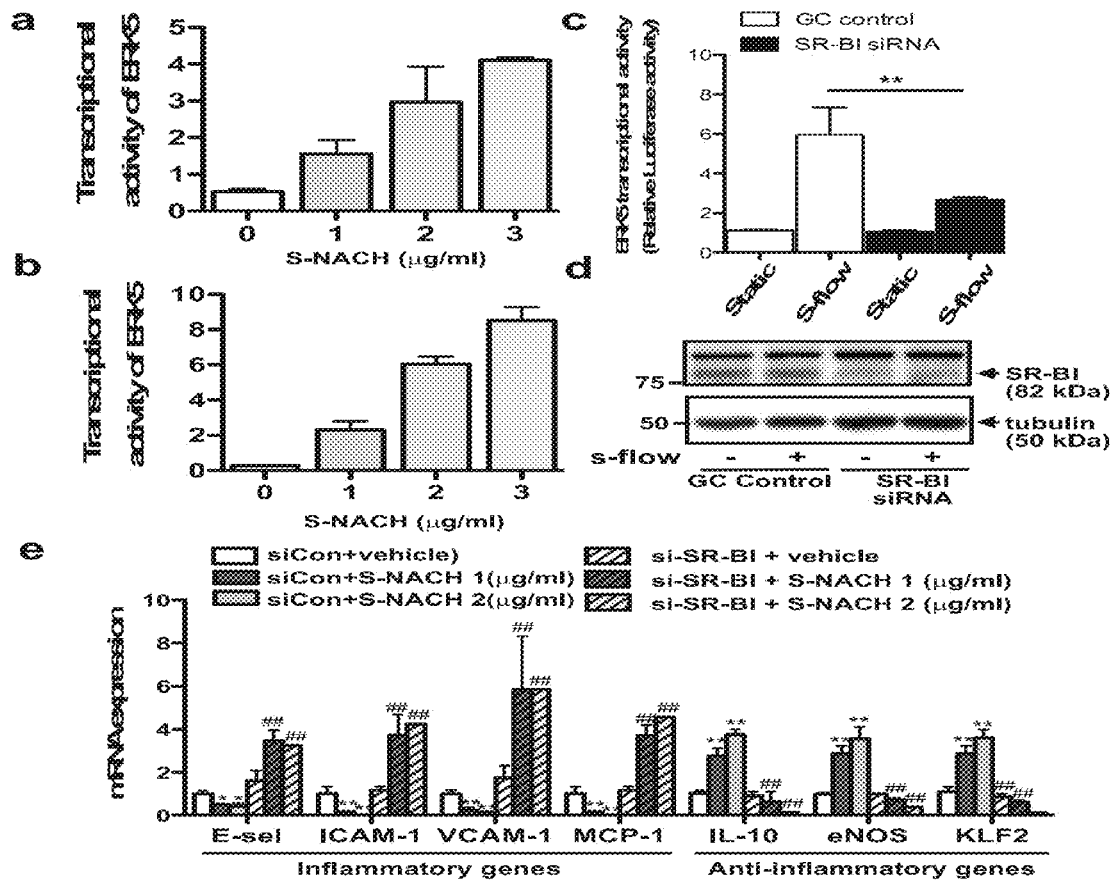 a
Transcriptional
activity of ERK5
5
4
3
2
1
0
0 1 2 3
S-NACH (μg/ml)
b
Transcriptional
activity of ERK5
10
8
6
4
2
0
0 1 2 3
S-NACH (μg/ml)
c
GC control
SR-BI siRNA
ERK5 transcriptional activity
(Relative Luciferase activity)
10
8
6
4
2
0
**
Static S-flow Static S-flow
d
75
SR-BI
(82 kDa)
50
tubulin
(50 kDa)
s-flow - + - +
GC Control SR-BI
siRNA
e
siCon+vehicle) si-SR-BI + vehicle
siCon+S-NACH 1(μg/ml) si-SR-BI + S-NACH 1 (μg/ml)
siCon+S-NACH 2(μg/ml) si-SR-BI + S-NACH 2 (μg/ml)
mRNA expression
10
8
6
4
2
0
** ## ## ** ## ## ** ## ## ** ## ## ** ** ## ## ** ** ## ## ** ** ## ##
E-sel ICAM-1 VCAM-1 MCP-1 IL-10 eNOS KLF2
Inflammatory genes Anti-inflammatory genes